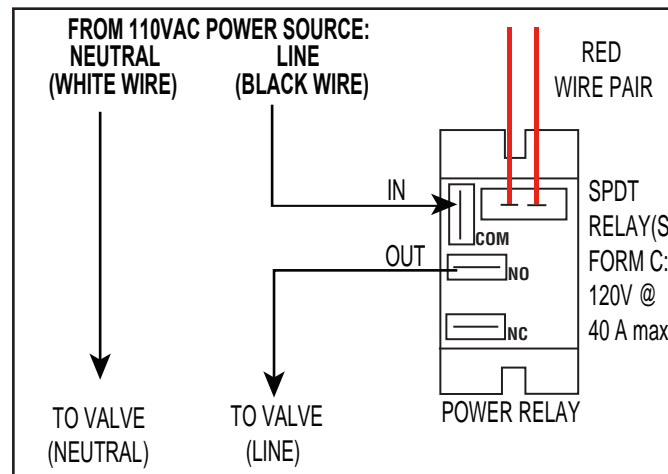 FROM 110VAC POWER SOURCE:
NEUTRAL
(WHITE WIRE)
LINE
(BLACK WIRE)
RED
WIRE PAIR
IN
COM
OUT
NO
NC
SPDT
RELAY(S
FORM C:
120V @
40 A max
POWER RELAY
TO VALVE
(NEUTRAL)
TO VALVE
(LINE)